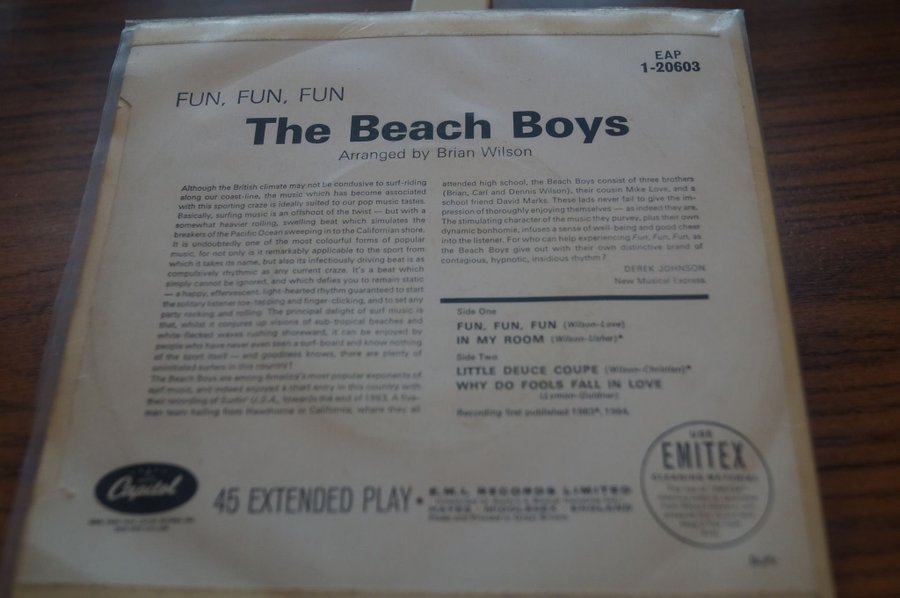 EAP
1-20603
FUN, FUN, FUN
The Beach Boys
Arranged by Brian Wilson
Although the British climate may not be condusive to surf-riding
along our coast-line, the music which has become associated
with this sporting craze is ideally suited to our pop music tastes.
Basically, surfing music is an offshoot of the twist — but with a
somewhat heavier rolling, swelling beat which simulates the
breakers of the Pacific Ocean sweeping in to the Californian shore.
It is undoubtedly one of the most colourful forms of popular
music, for not only is it remarkably applicable to the sport from
which it takes its name, but also its infectiously driving beat is as
compulsively rhythmic as any current craze. It's a beat which
simply cannot be ignored, and which defies you to remain static
— a happy, effervescent, light-hearted rhythm guaranteed to start
the solitary listener toe-tapping and finger-clicking, and to set any
party rocking and rolling. The principal delight of surf music is
that, whilst it conjures up visions of sub-tropical beaches and
white-flecked waves rushing shoreward, it can be enjoyed by
people who have never even seen a surf-board and know nothing
of the sport itself — and goodness knows, there are plenty of
uninitiated surfers in this country!
The Beach Boys are among America's most popular exponents of
surf music, and indeed enjoyed a chart entry in this country with
their recording of Surfin' U.S.A., towards the end of 1963. A five-
man team hailing from Hawthorne in California, where they all
attended high school, the Beach Boys consist of three brothers
(Brian, Carl and Dennis Wilson), their cousin Mike Love, and a
school friend David Marks. These lads never fail to give the im-
pression of thoroughly enjoying themselves — as indeed they are.
The stimulating character of the music they purvey, plus their own
dynamic bonhomie, infuses a sense of well-being and good cheer
into the listener. For who can help experiencing Fun, Fun, Fun, as
the Beach Boys give out with their own distinctive brand of
contagious, hypnotic, insidious rhythm?
DEREK JOHNSON
New Musical Express
Side One
FUN, FUN, FUN (Wilson-Love)
IN MY ROOM (Wilson-Usher)*
Side Two
LITTLE DEUCE COUPE (Wilson-Christian)*
WHY DO FOOLS FALL IN LOVE
(Lymon-Goldner)
Recording first published 1963*, 1964.
Capitol
45 EXTENDED PLAY • E.M.I. RECORDS LIMITED
HAYES · MIDDLESEX · ENGLAND
USE
EMITEX
CLEANING MATERIAL